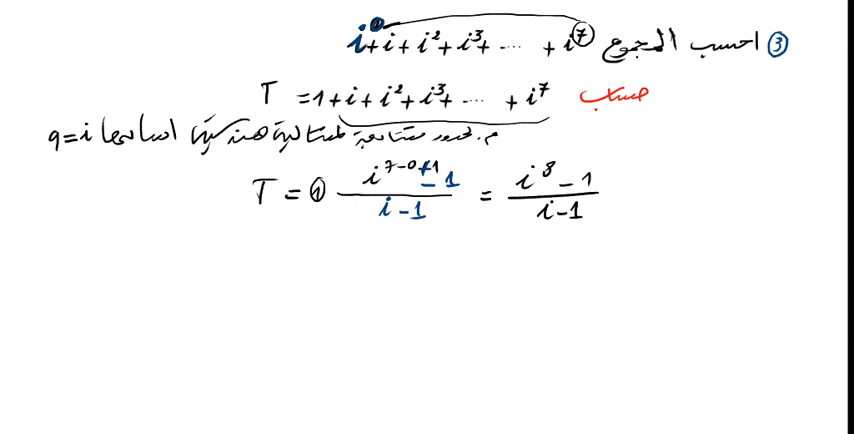 ③ احسب المجموع i⁰+i+i²+i³+ ... +i⁷
حساب T =1+i+i²+i³+ ... +i⁷
م. حدود متتابعة لمتتالية هندسية اساسها q=i
T = ① (i^(7-0+1) - 1)/(i-1) = (i⁸-1)/(i-1)